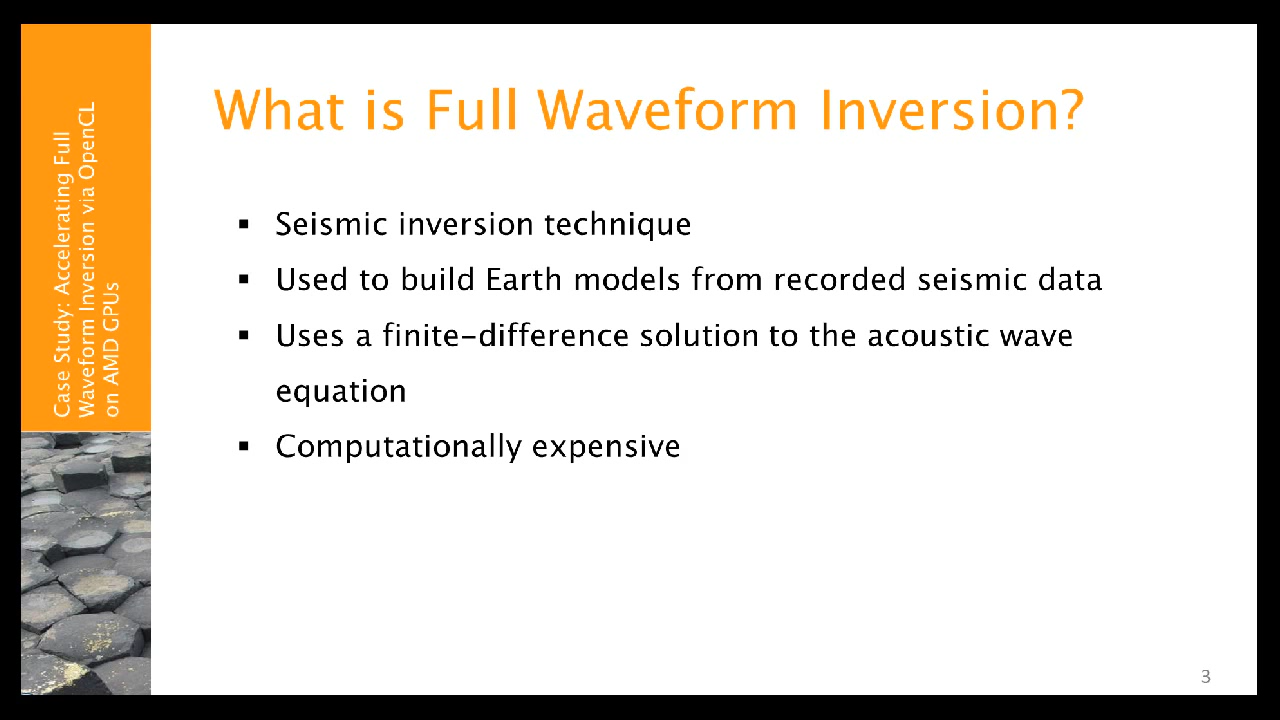 Case Study: Accelerating Full
Waveform Inversion via OpenCL
on AMD GPUs
What is Full Waveform Inversion?
▪ Seismic inversion technique
▪ Used to build Earth models from recorded seismic data
▪ Uses a finite-difference solution to the acoustic wave
equation
▪ Computationally expensive
3